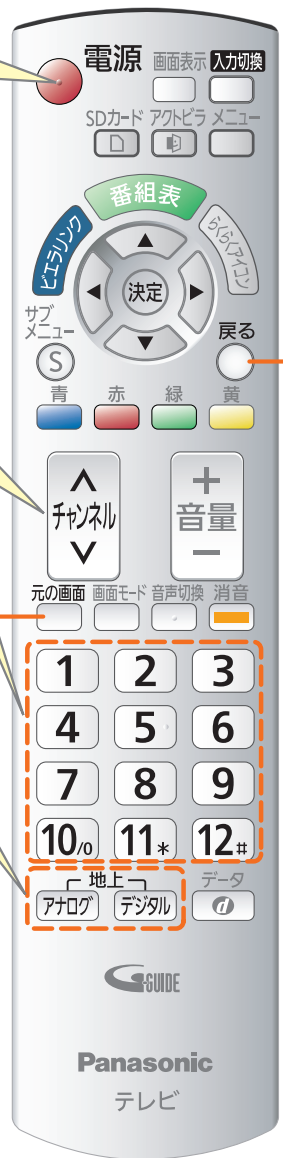 電源 画面表示 入力切換
SDカード アクトビラ メニュー
番組表
ビエラリンク
らくらくアイコン
決定
サブ
メニュー
S
戻る
青 赤 緑 黄
チャンネル
+
音量
-
元の画面 画面モード 音声切換 消音
1 2 3
4 5 6
7 8 9
10/0 11* 12#
地上 データ
アナログ デジタル d
G-GUIDE
Panasonic
テレビ